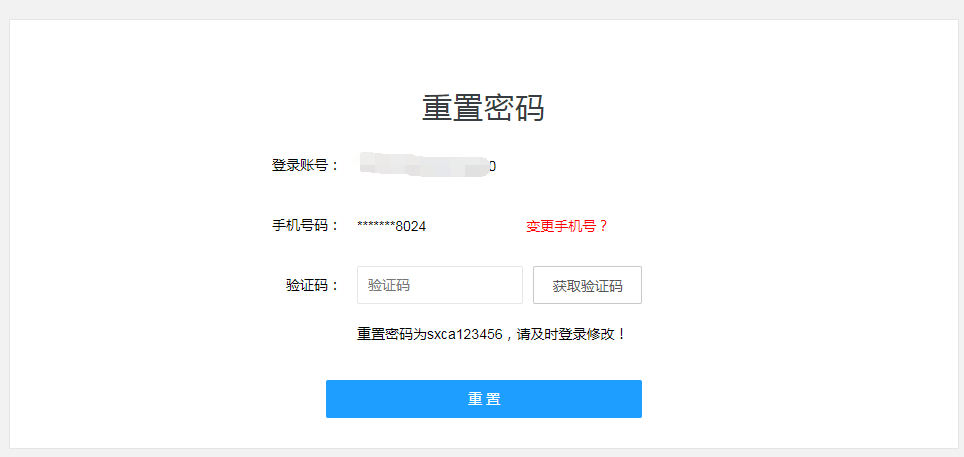 重置密码
登录账号： 0
手机号码： *******8024 变更手机号？
验证码： 验证码 获取验证码
重置密码为sxca123456，请及时登录修改！
重 置